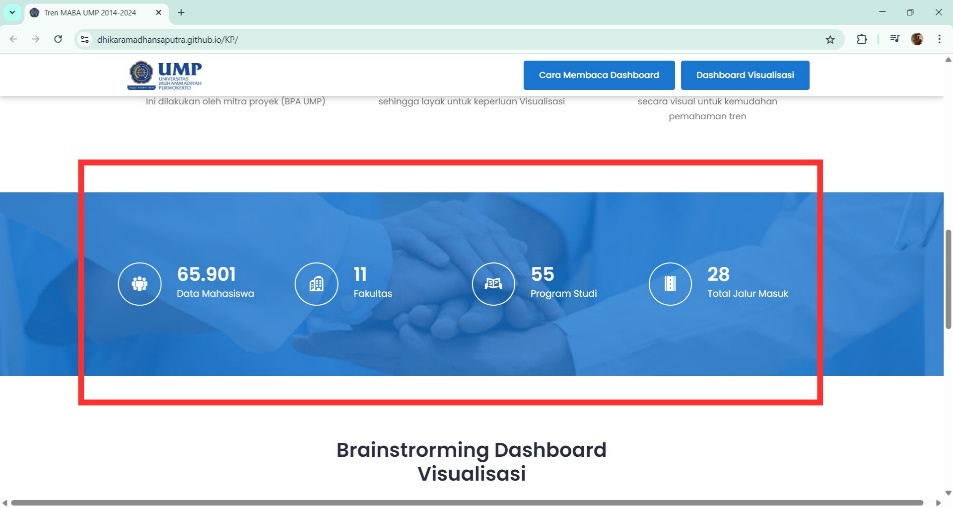 Tren MABA UMP 2014-2024
dhikaramadhansaputra.github.io/KP/
UMP
UNIVERSITAS
MUHAMMADIYAH
PURWOKERTO
Cara Membaca Dashboard
Dashboard Visualisasi
Ini dilakukan oleh mitra proyek (BPA UMP)
sehingga layak untuk keperluan Visualisasi
secara visual untuk kemudahan
pemahaman tren
65.901
Data Mahasiswa
11
Fakultas
55
Program Studi
28
Total Jalur Masuk
Brainstrorming Dashboard
Visualisasi